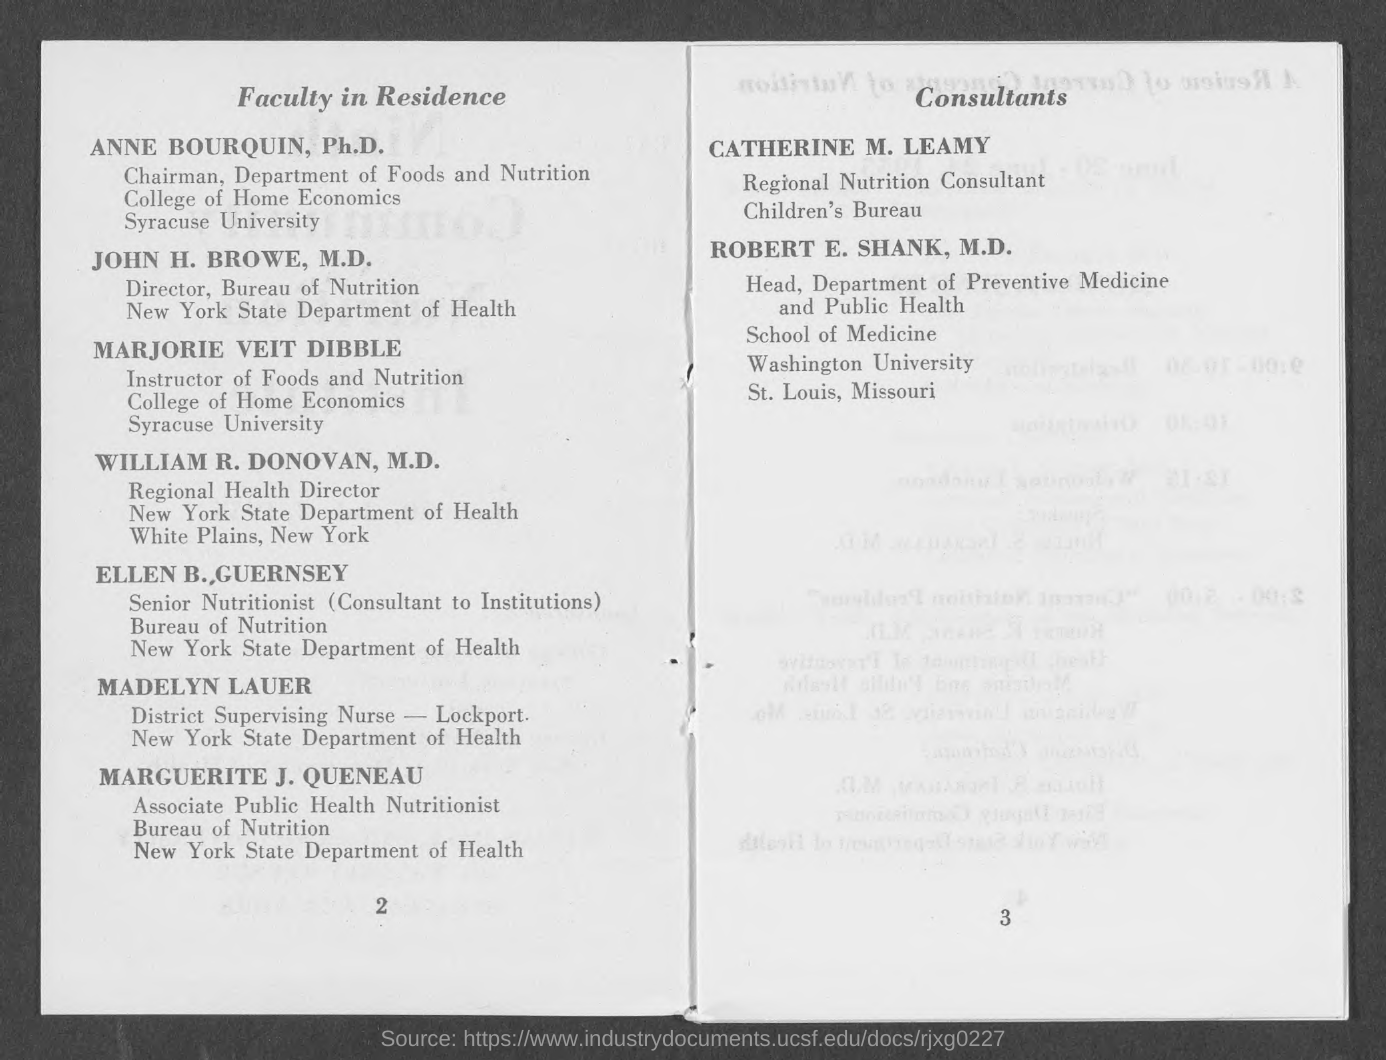 Faculty in Residence
ANNE BOURQUIN, Ph.D.
Chairman, Department of Foods and Nutrition
College of Home Economics
Syracuse University
JOHN H. BROWE, M.D.
Director, Bureau of Nutrition
New York State Department of Health
MARJORIE VEIT DIBBLE
Instructor of Foods and Nutrition
College of Home Economics
Syracuse University
WILLIAM R. DONOVAN, M.D.
Regional Health Director
New York State Department of Health
White Plains, New York
ELLEN B. GUERNSEY
Senior Nutritionist (Consultant to Institutions)
Bureau of Nutrition
New York State Department of Health
MADELYN LAUER
District Supervising Nurse — Lockport.
New York State Department of Health
MARGUERITE J. QUENEAU
Associate Public Health Nutritionist
Bureau of Nutrition
New York State Department of Health
2
Consultants
CATHERINE M. LEAMY
Regional Nutrition Consultant
Children's Bureau
ROBERT E. SHANK, M.D.
Head, Department of Preventive Medicine
and Public Health
School of Medicine
Washington University
St. Louis, Missouri
3
Source: https://www.industrydocuments.ucsf.edu/docs/rjxg0227